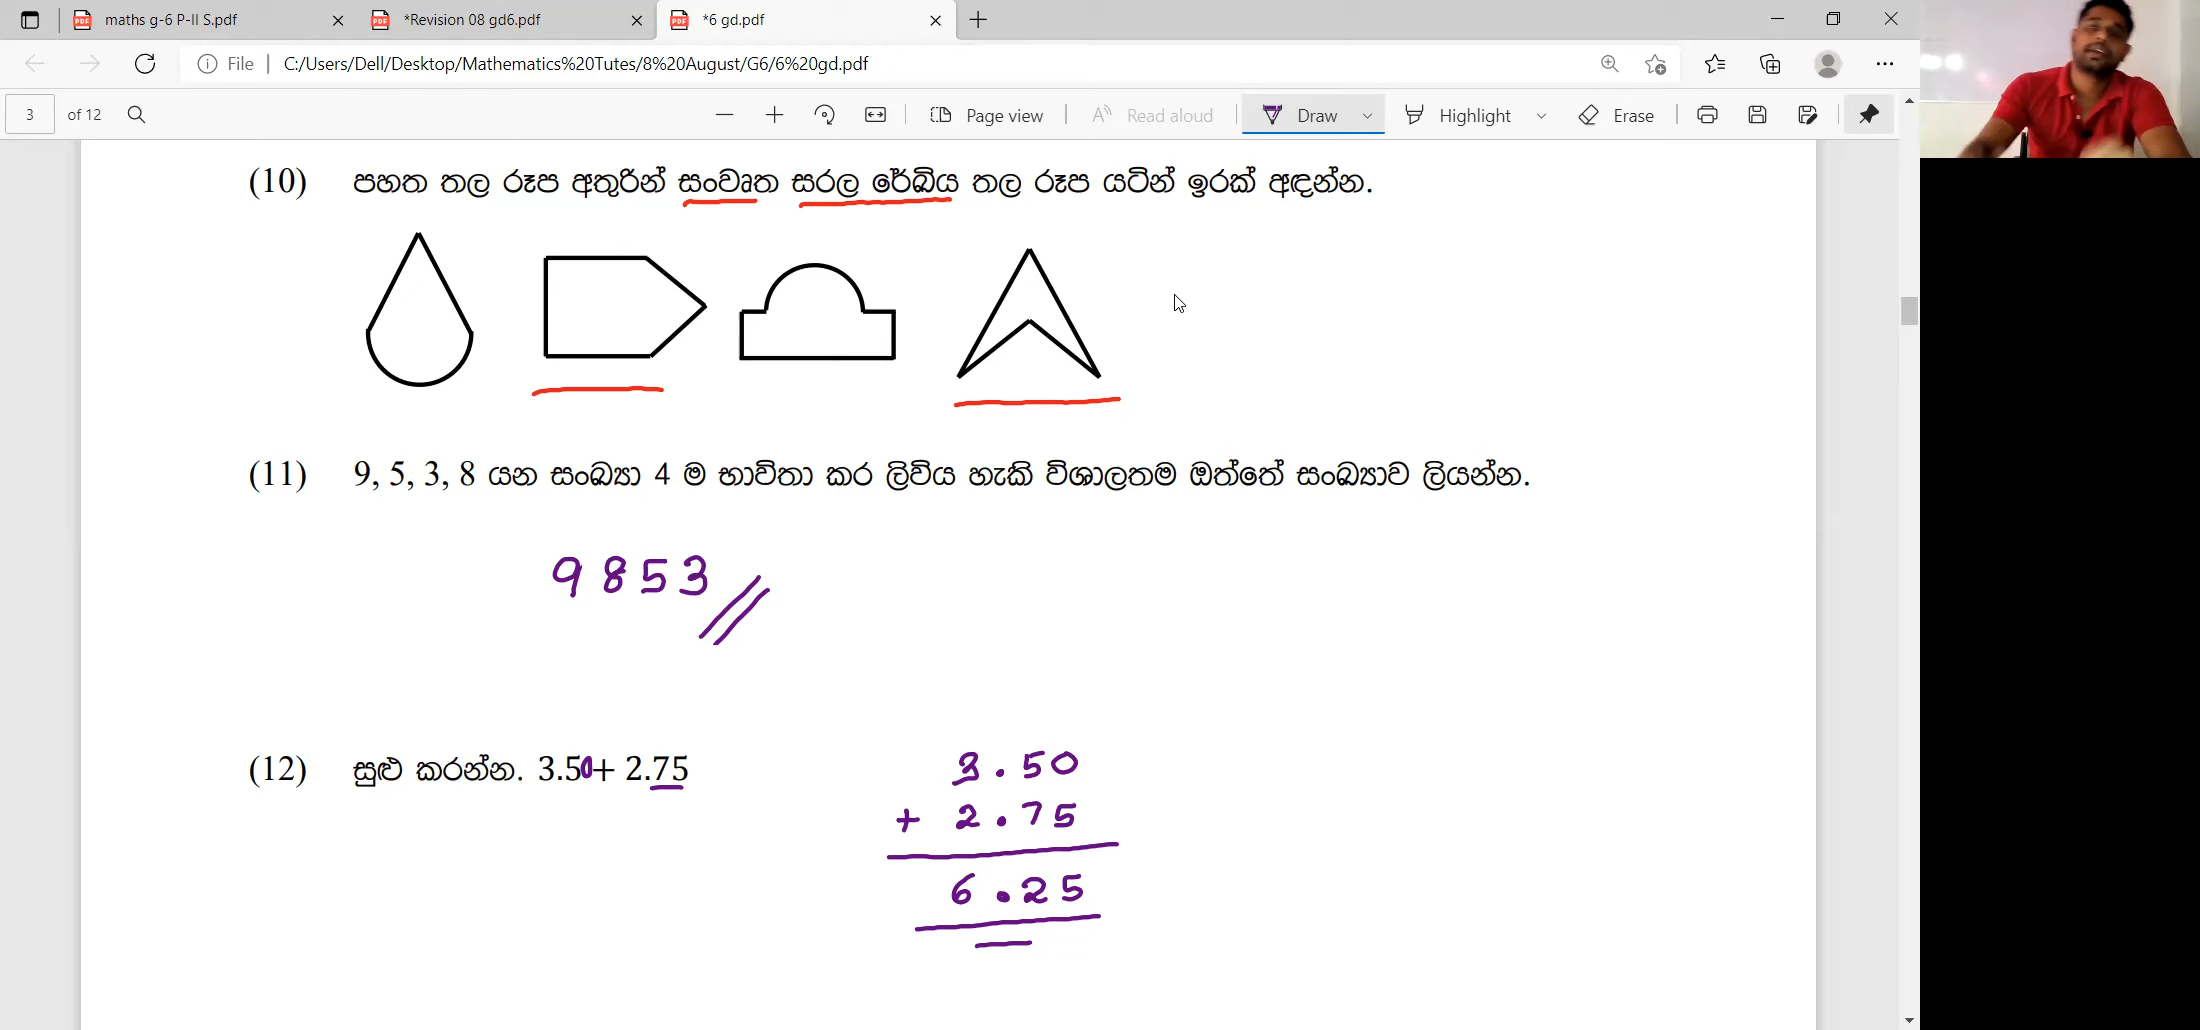 maths g-6 P-II S.pdf
*Revision 08 gd6.pdf
*6 gd.pdf
File
C:/Users/Dell/Desktop/Mathematics%20Tutes/8%20August/G6/6%20gd.pdf
3 of 12
Page view
Read aloud
Draw
Highlight
Erase
(10) පහත තල රූප අතුරින් සංවෘත සරල රේඛීය තල රූප යටින් ඉරක් අඳන්න.
(11) 9, 5, 3, 8 යන සංඛ්‍යා 4 ම භාවිතා කර ලිවිය හැකි විශාලතම ඔත්තේ සංඛ්‍යාව ලියන්න.
9853
(12) සුළු කරන්න. 3.50+ 2.75
3.50
+ 2.75
6.25